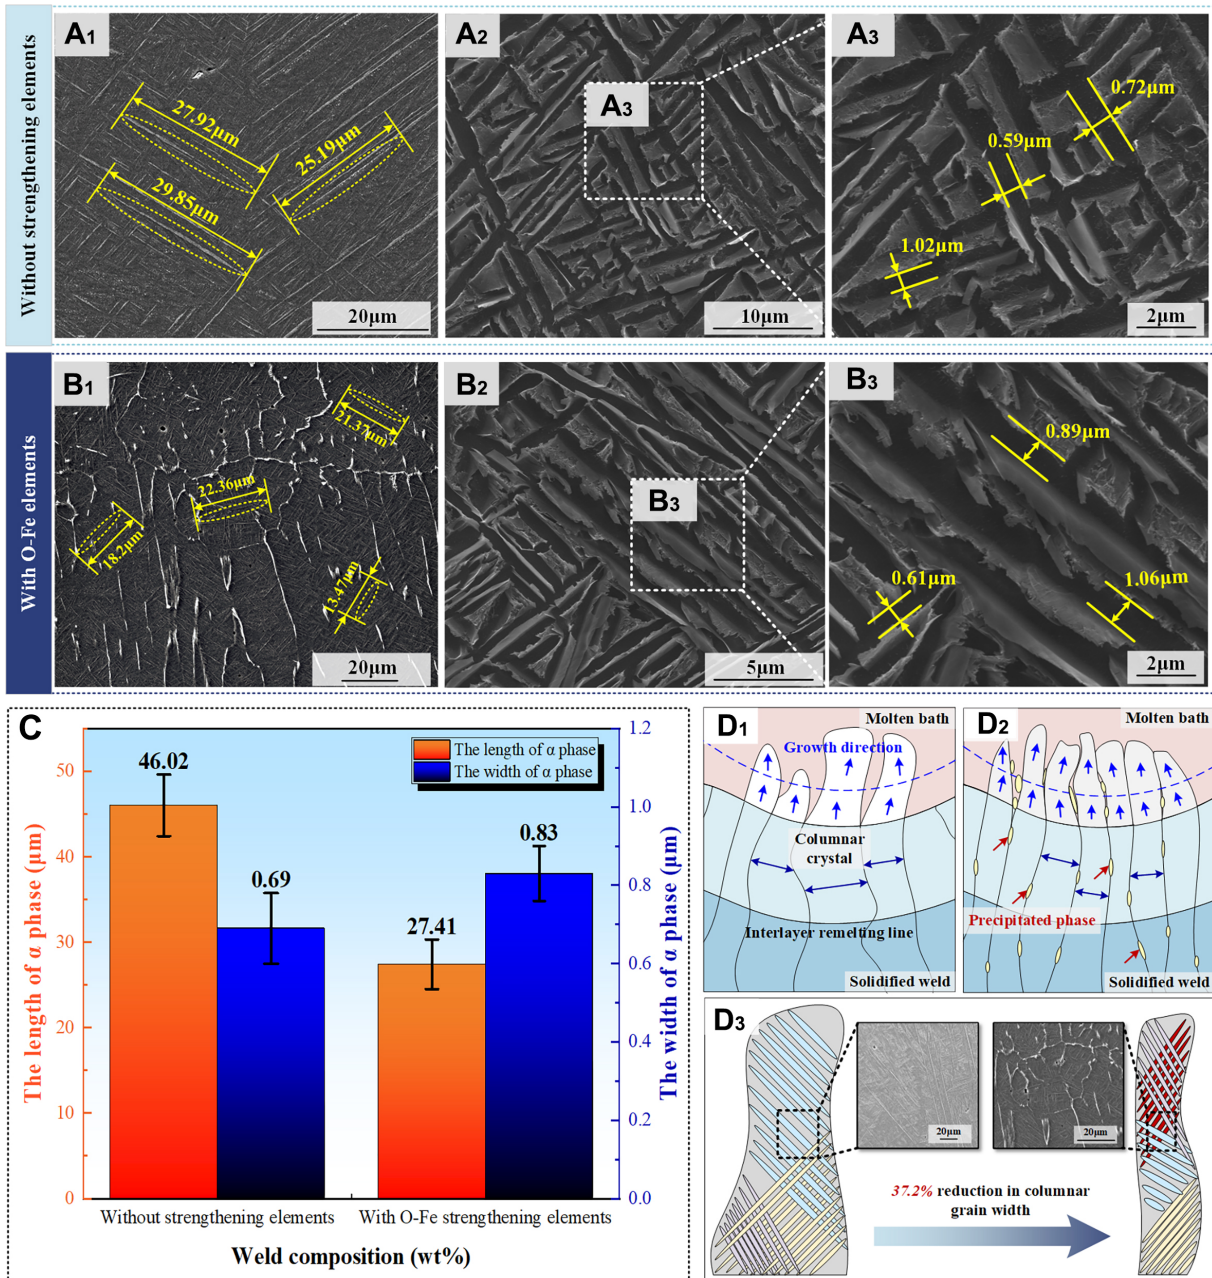 Without strengthening elements
A1
27.92μm
25.19μm
29.85μm
20μm
A2
A3
10μm
A3
0.72μm
0.59μm
1.02μm
2μm
With O-Fe elements
B1
21.37μm
22.36μm
18.2μm
13.47μm
20μm
B2
B3
5μm
B3
0.89μm
0.61μm
1.06μm
2μm
C
The length of α phase (μm)
50
40
30
20
10
0
The length of α phase
The width of α phase
46.02
0.69
27.41
0.83
1.2
1.0
0.8
0.6
0.4
0.2
0.0
The width of α phase (μm)
Without strengthening elements
With O-Fe strengthening elements
Weld composition (wt%)
D1
Molten bath
Growth direction
Columnar
crystal
Interlayer remelting line
Solidified weld
D2
Molten bath
Precipitated phase
Solidified weld
D3
20μm
20μm
37.2% reduction in columnar
grain width